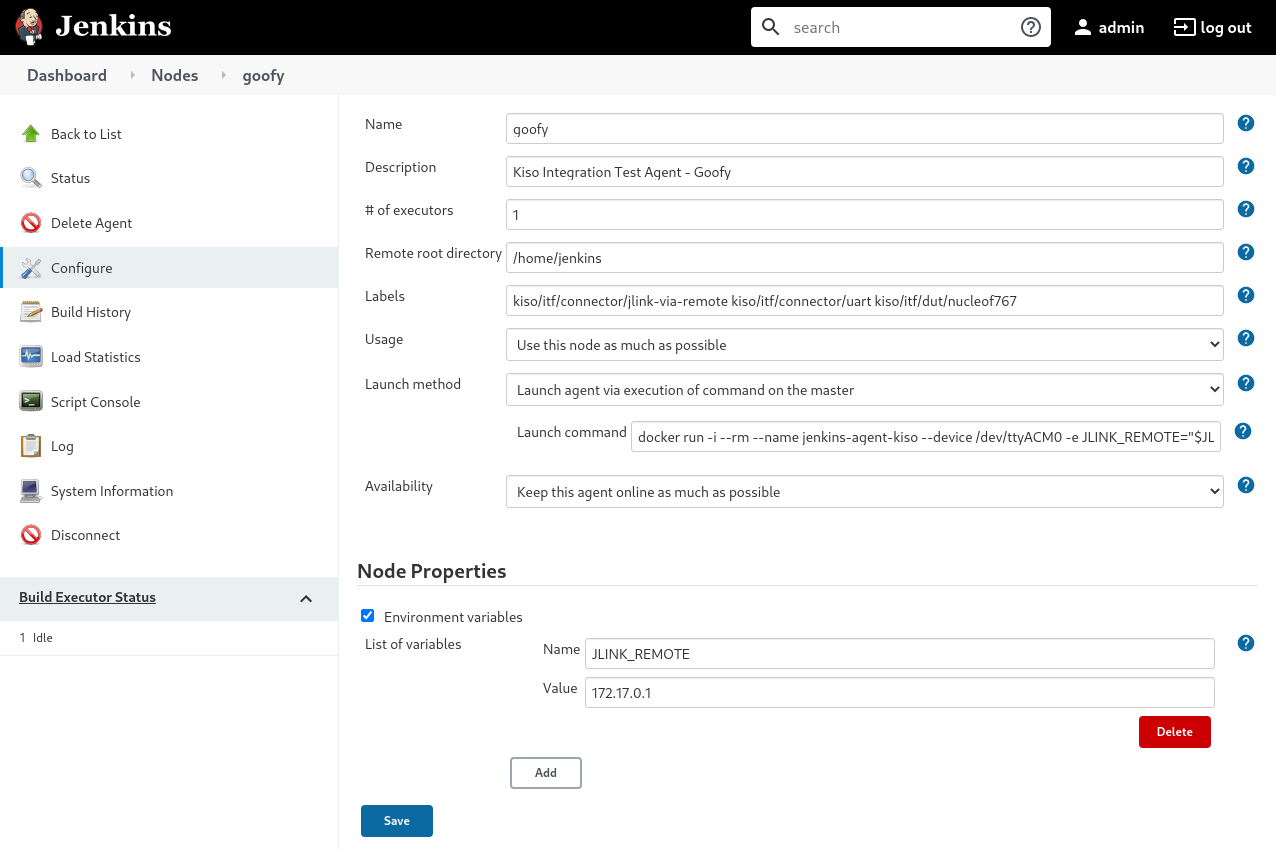 Jenkins
search
admin
log out
Dashboard Nodes goofy
Back to List
Status
Delete Agent
Configure
Build History
Load Statistics
Script Console
Log
System Information
Disconnect
Build Executor Status
1 Idle
Name goofy
Description Kiso Integration Test Agent - Goofy
# of executors 1
Remote root directory /home/jenkins
Labels kiso/itf/connector/jlink-via-remote kiso/itf/connector/uart kiso/itf/dut/nucleof767
Usage Use this node as much as possible
Launch method Launch agent via execution of command on the master
Launch command docker run -i --rm --name jenkins-agent-kiso --device /dev/ttyACM0 -e JLINK_REMOTE="$JL
Availability Keep this agent online as much as possible
Node Properties
Environment variables
List of variables
Name JLINK_REMOTE
Value 172.17.0.1
Delete
Add
Save